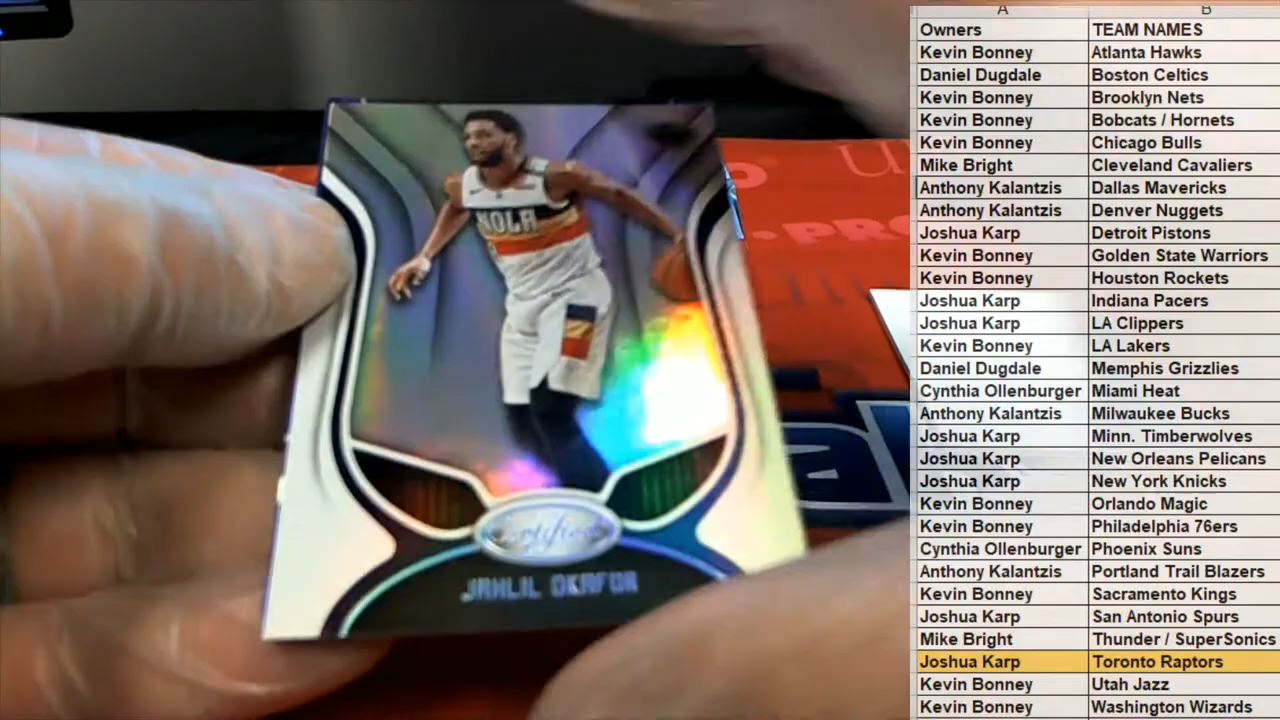 A B
Owners TEAM NAMES
Kevin Bonney Atlanta Hawks
Daniel Dugdale Boston Celtics
Kevin Bonney Brooklyn Nets
Kevin Bonney Bobcats / Hornets
Kevin Bonney Chicago Bulls
Mike Bright Cleveland Cavaliers
Anthony Kalantzis Dallas Mavericks
Anthony Kalantzis Denver Nuggets
Joshua Karp Detroit Pistons
Kevin Bonney Golden State Warriors
Kevin Bonney Houston Rockets
Joshua Karp Indiana Pacers
Joshua Karp LA Clippers
Kevin Bonney LA Lakers
Daniel Dugdale Memphis Grizzlies
Cynthia Ollenburger Miami Heat
Anthony Kalantzis Milwaukee Bucks
Joshua Karp Minn. Timberwolves
Joshua Karp New Orleans Pelicans
Joshua Karp New York Knicks
Kevin Bonney Orlando Magic
Kevin Bonney Philadelphia 76ers
Cynthia Ollenburger Phoenix Suns
Anthony Kalantzis Portland Trail Blazers
Kevin Bonney Sacramento Kings
Joshua Karp San Antonio Spurs
Mike Bright Thunder / SuperSonics
Joshua Karp Toronto Raptors
Kevin Bonney Utah Jazz
Kevin Bonney Washington Wizards
NOLA
Certified
JAHLIL OKAFOR